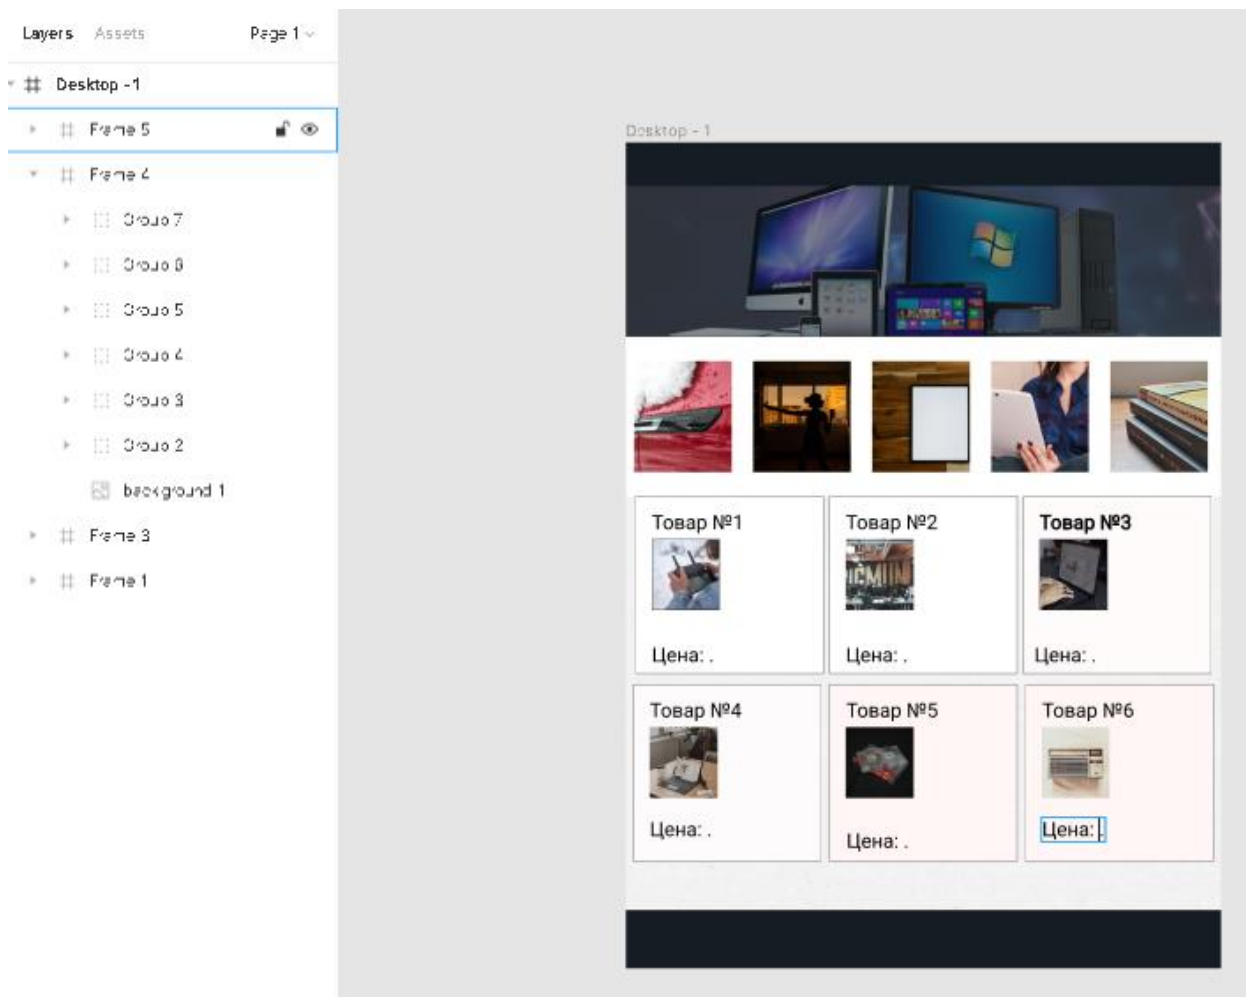 Layers Assets Page 1
Desktop - 1
Frame 5
Frame 4
Group 7
Group 6
Group 5
Group 4
Group 3
Group 2
background 1
Frame 3
Frame 1
Desktop - 1
Товар №1 Товар №2 Товар №3
Цена: . Цена: . Цена: .
Товар №4 Товар №5 Товар №6
Цена: . Цена: . Цена: .